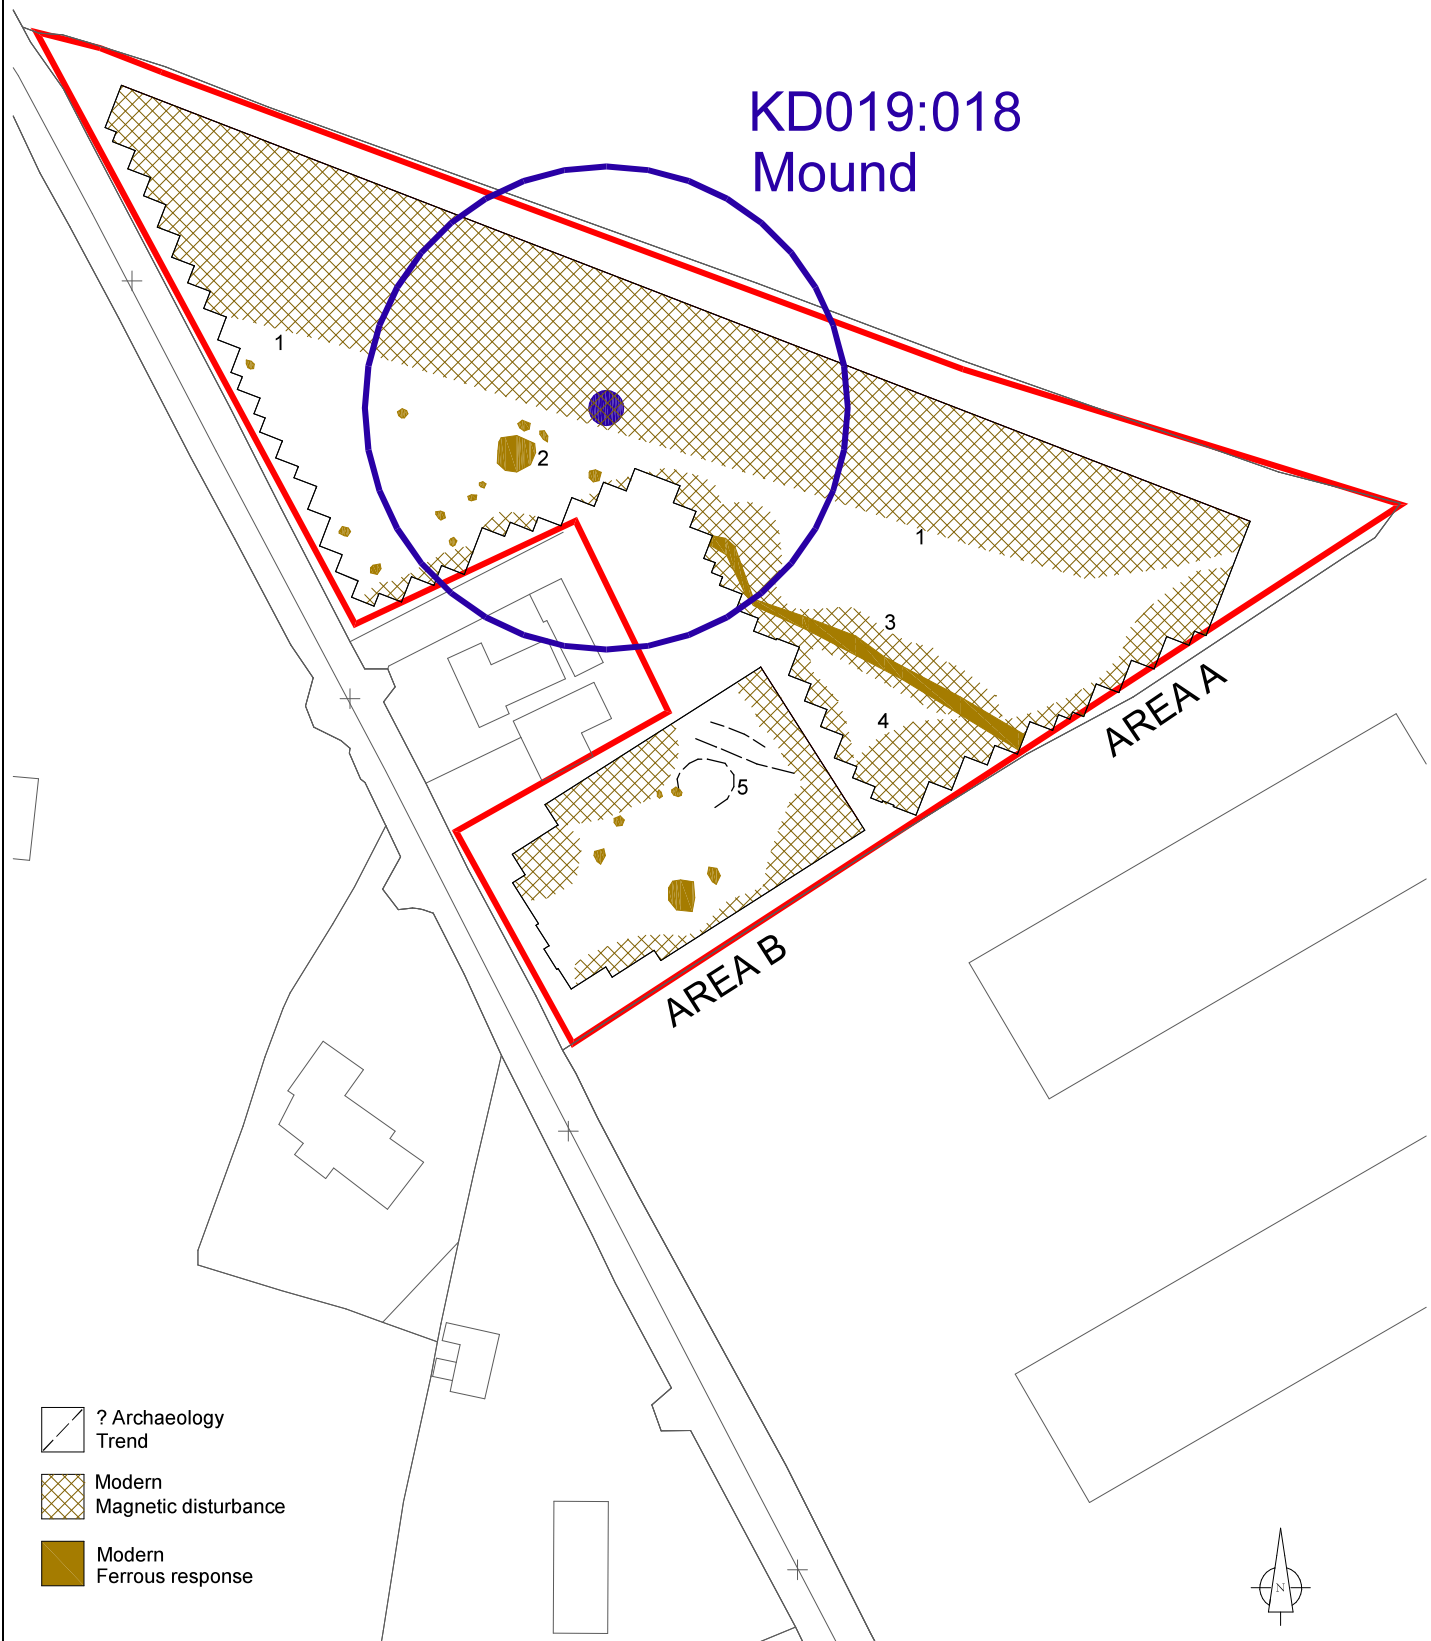 KD019:018
Mound
1
2
1
3
4
5
AREA A
AREA B
? Archaeology
Trend
Modern
Magnetic disturbance
Modern
Ferrous response
N